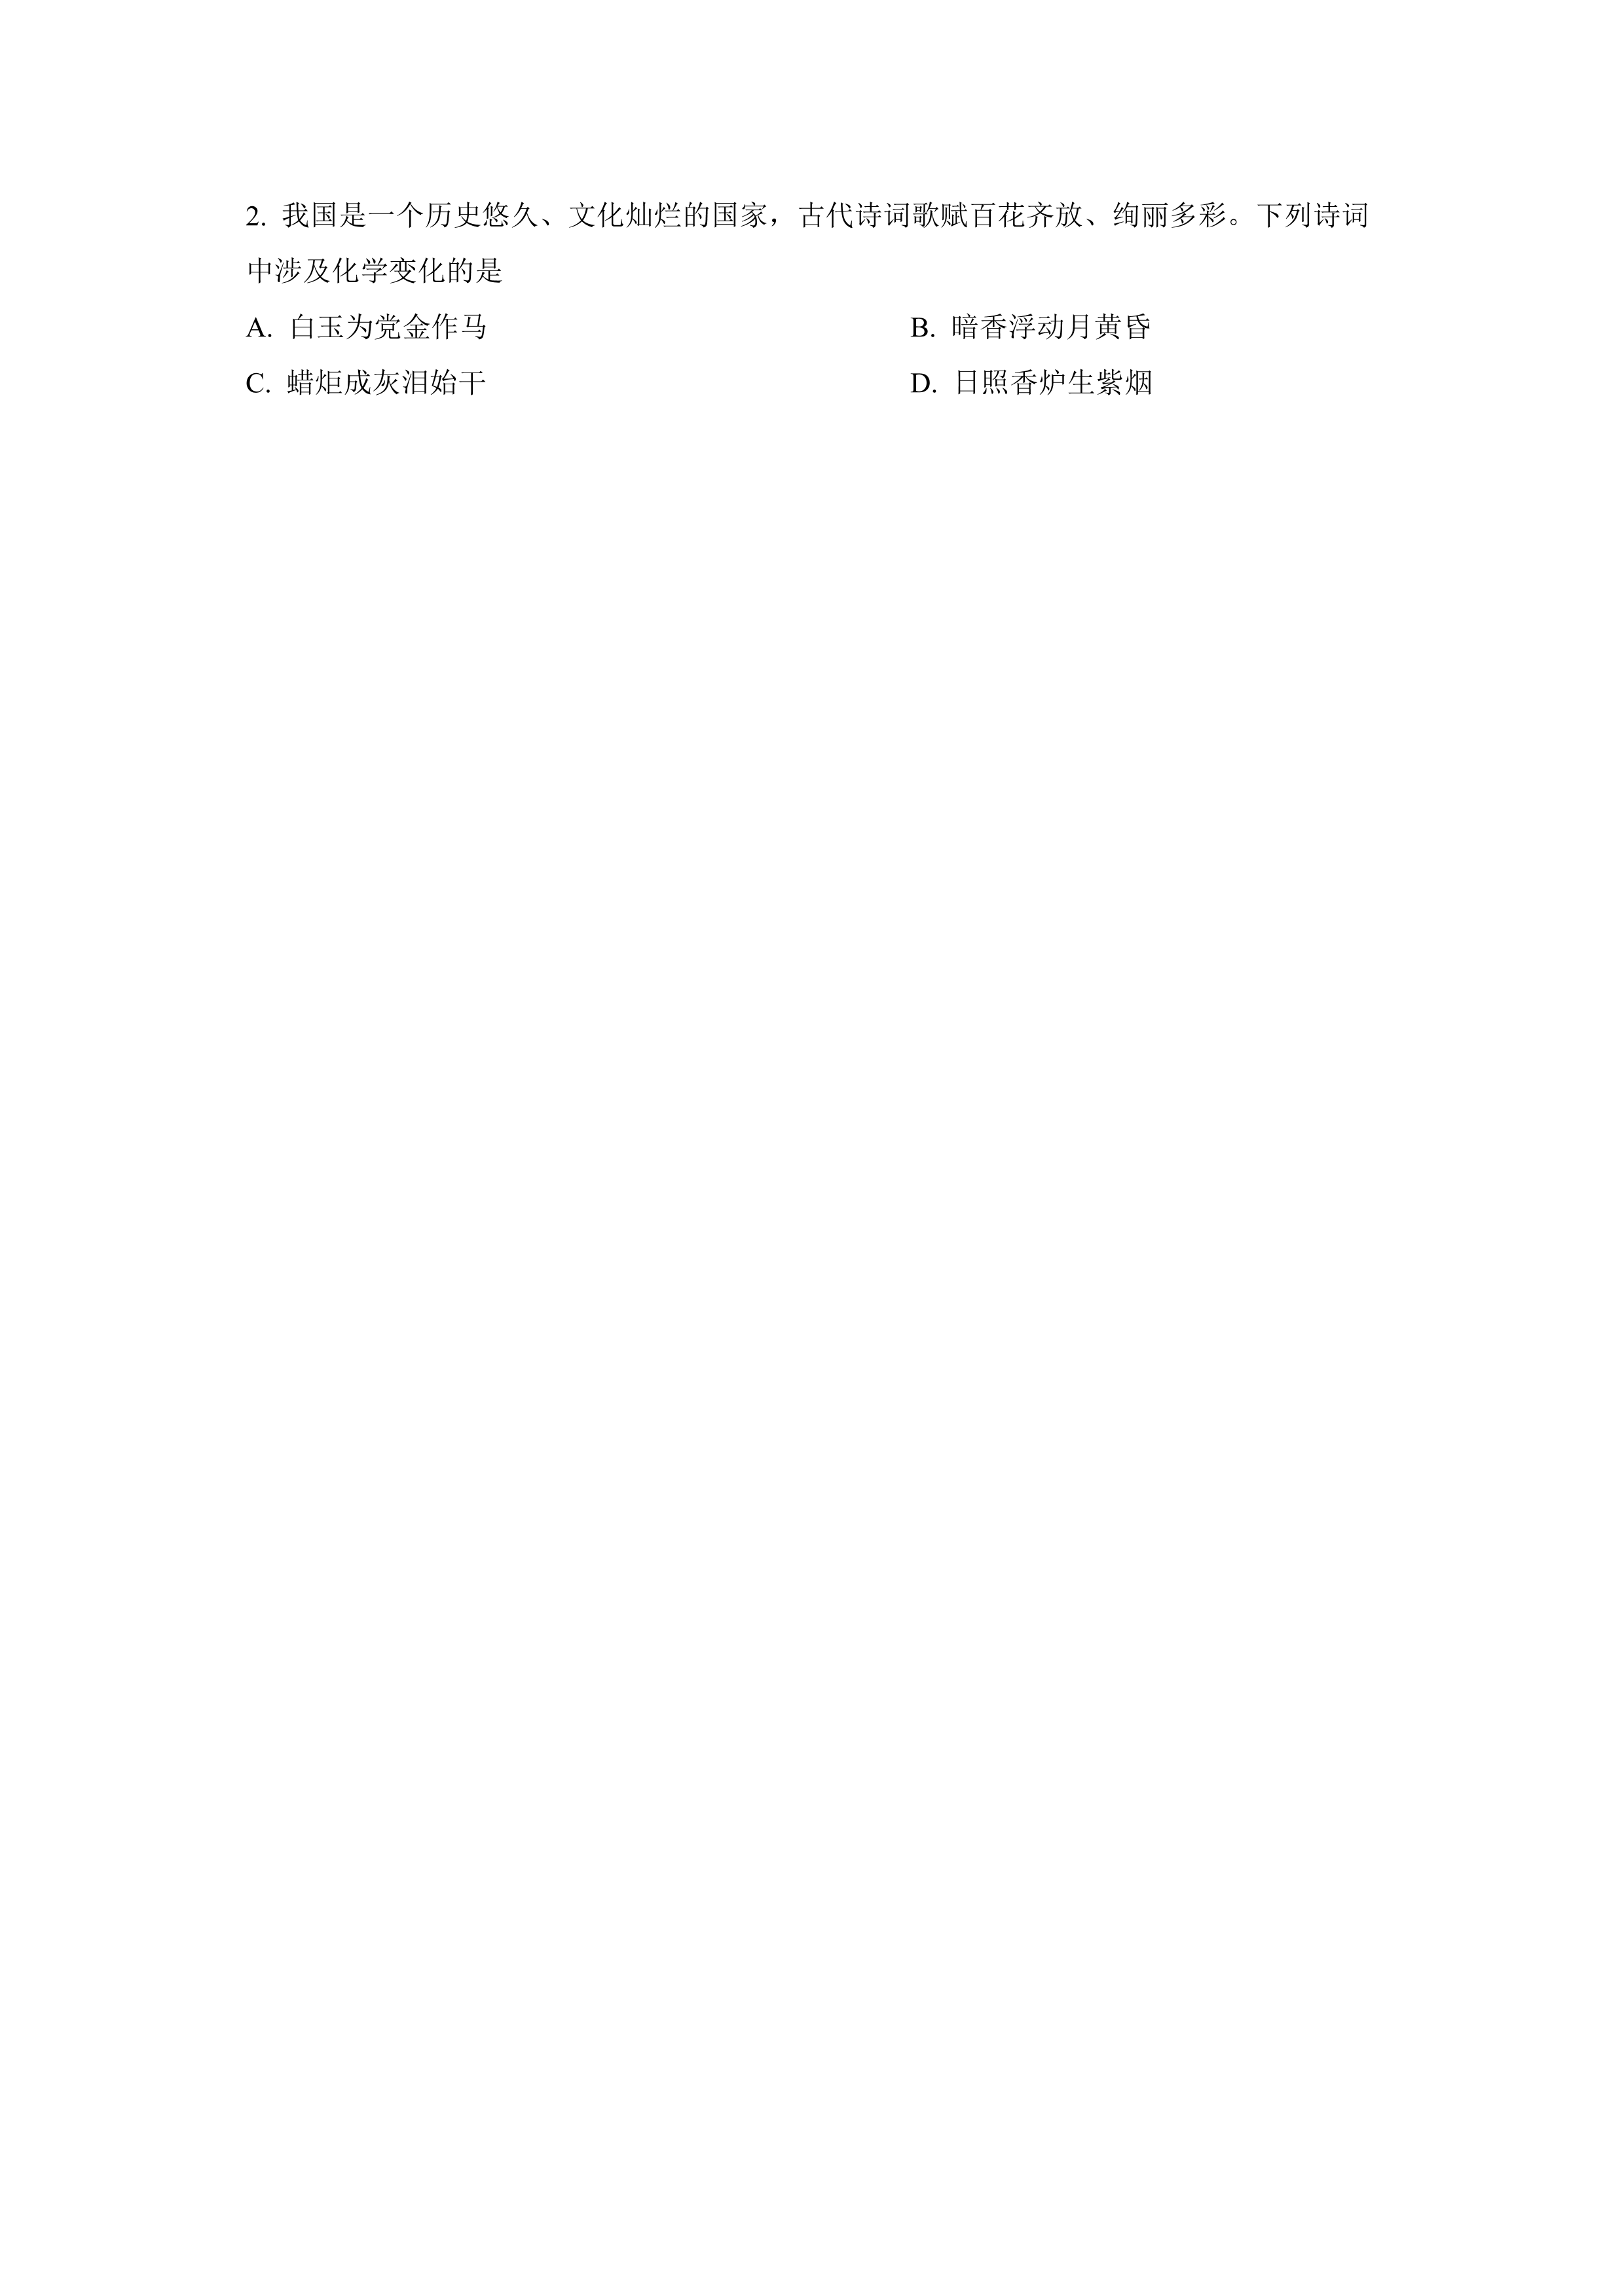 2. 我国是一个历史悠久、文化灿烂的国家，古代诗词歌赋百花齐放、绚丽多彩。下列诗词
中涉及化学变化的是
A. 白玉为党金作马 B. 暗香浮动月黄昏
C. 蜡炬成灰泪始干 D. 日照香炉生紫烟